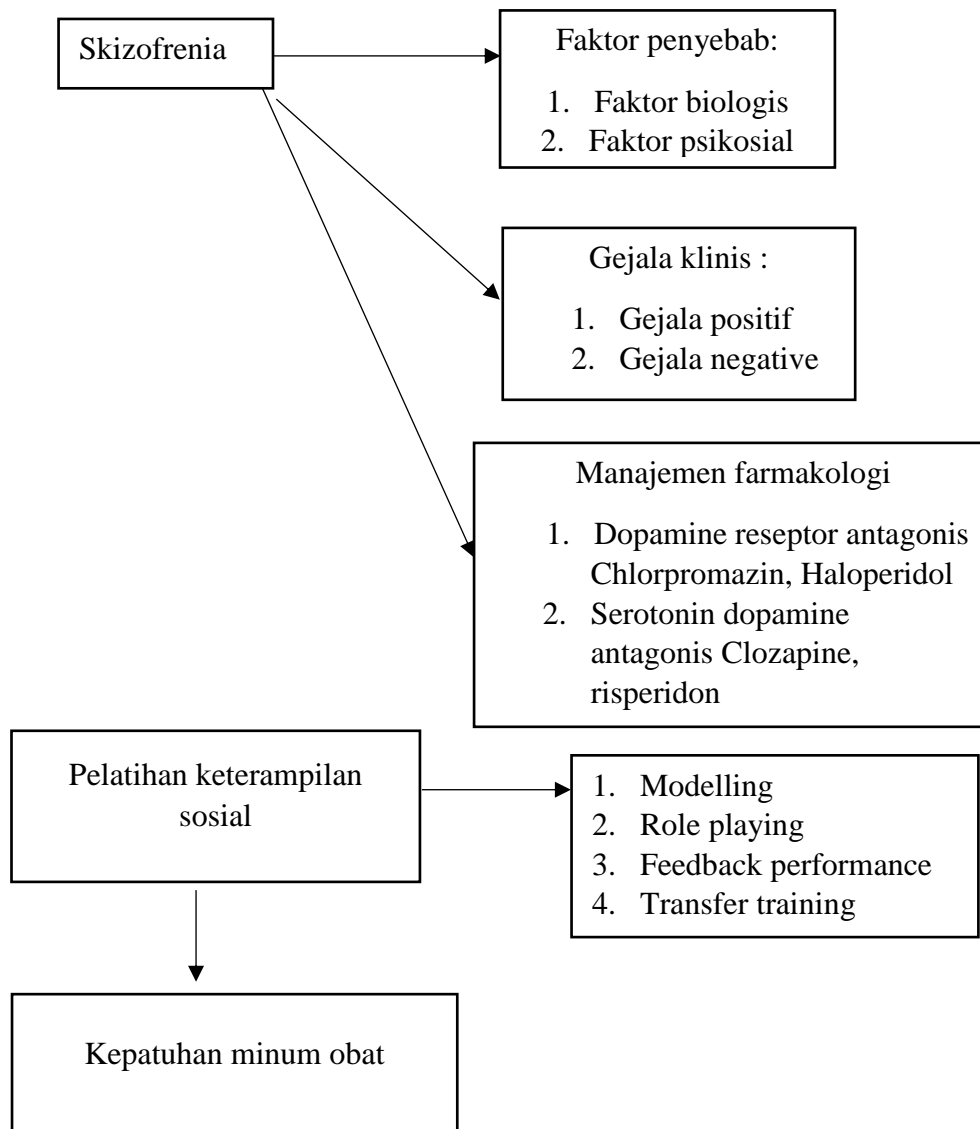 Skizofrenia
Faktor penyebab:
1. Faktor biologis
2. Faktor psikosial
Gejala klinis :
1. Gejala positif
2. Gejala negative
Manajemen farmakologi
1. Dopamine reseptor antagonis
Chlorpromazin, Haloperidol
2. Serotonin dopamine
antagonis Clozapine,
risperidon
Pelatihan keterampilan
sosial
1. Modelling
2. Role playing
3. Feedback performance
4. Transfer training
Kepatuhan minum obat